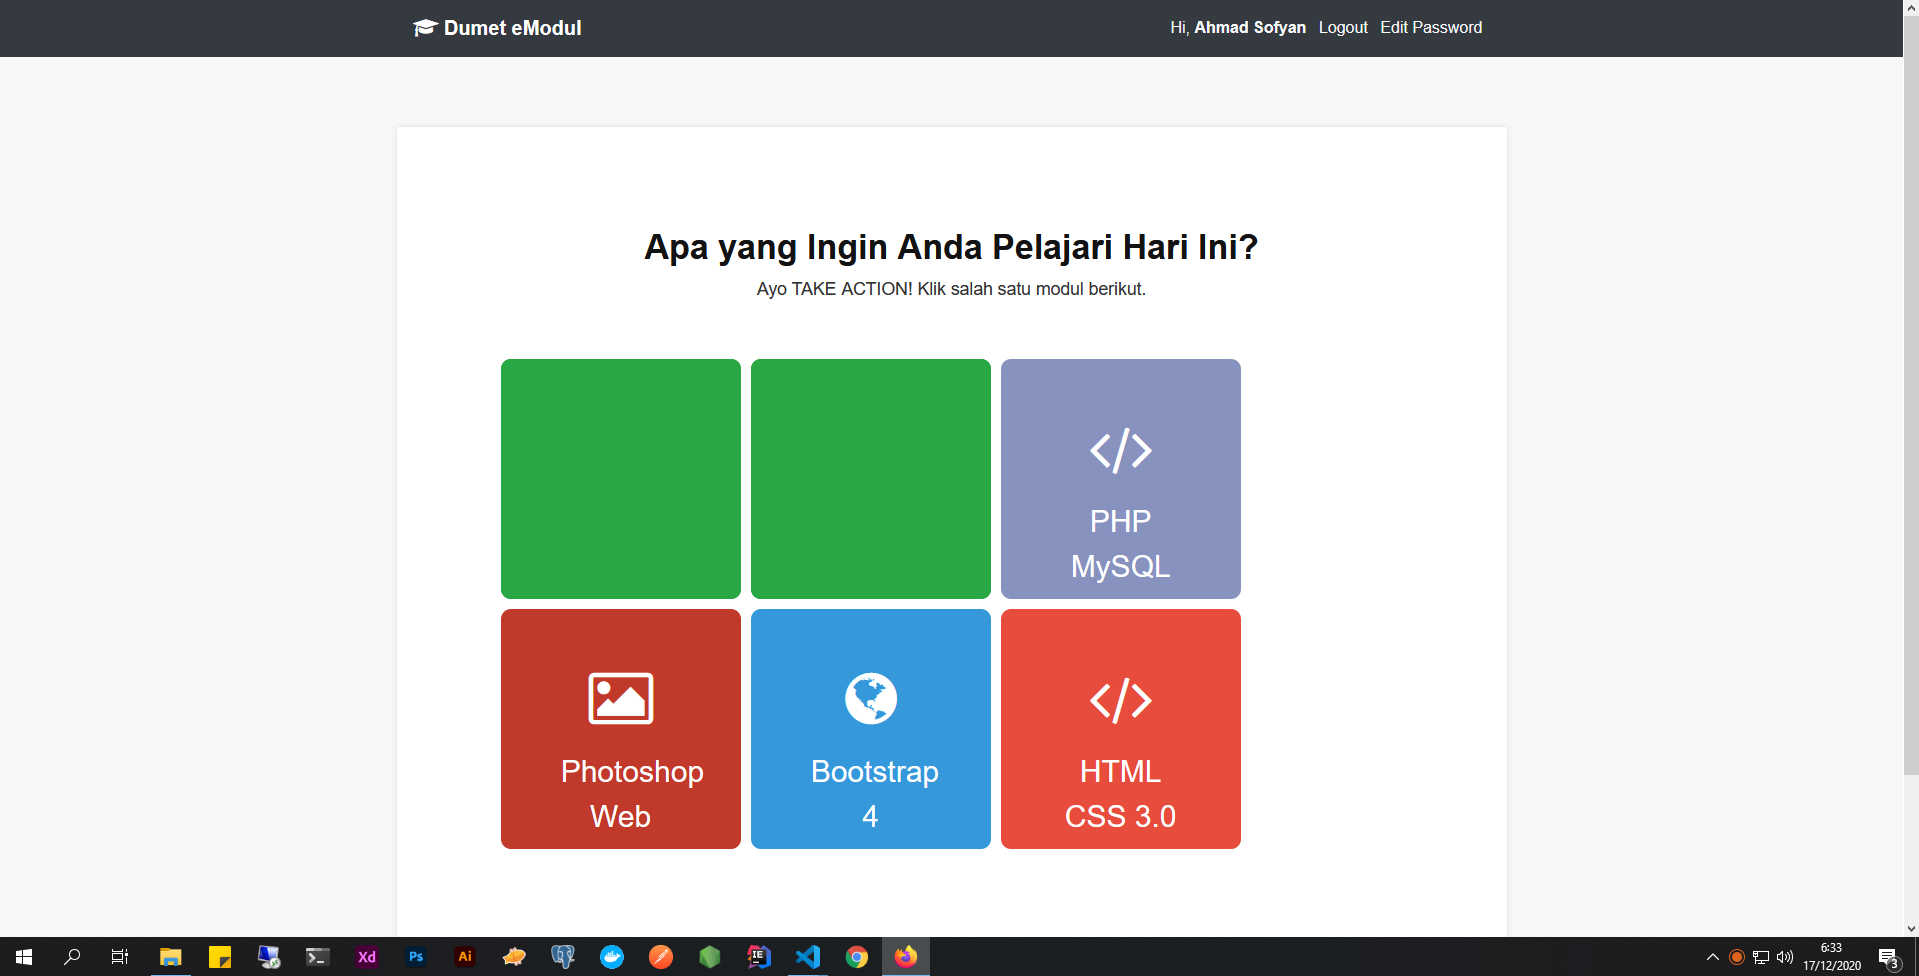 Dumet eModul
Hi, Ahmad Sofyan Logout Edit Password
Apa yang Ingin Anda Pelajari Hari Ini?
Ayo TAKE ACTION! Klik salah satu modul berikut.
PHP
MySQL
Photoshop
Web
Bootstrap
4
HTML
CSS 3.0
Xd
Ps
Ai
IE
6:33
17/12/2020
3